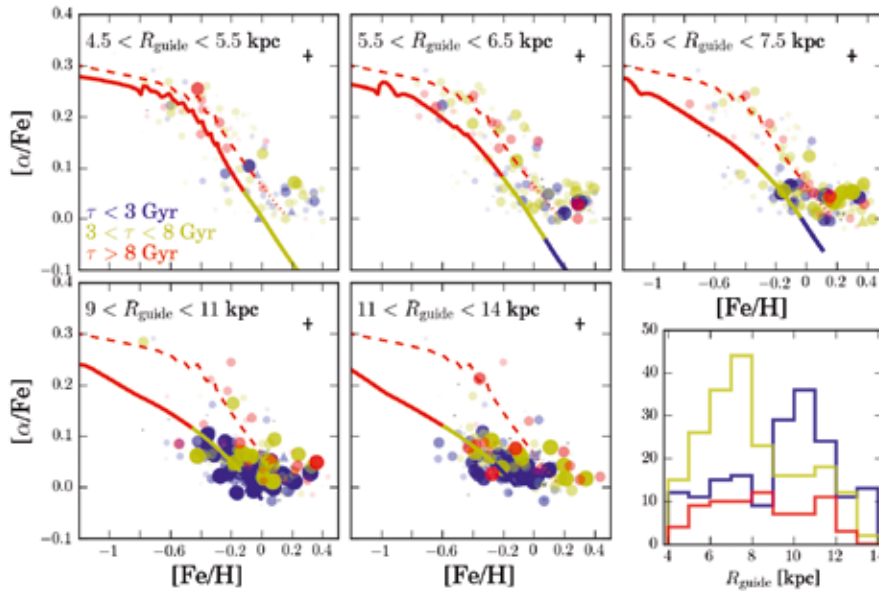 4.5 < R_guide < 5.5 kpc
5.5 < R_guide < 6.5 kpc
6.5 < R_guide < 7.5 kpc
0.4
0.3
0.2
0.1
0.0
−0.1
[α/Fe]
τ < 3 Gyr
3 < τ < 8 Gyr
τ > 8 Gyr
−1 −0.6 −0.2 0 0.2 0.4
[Fe/H]
9 < R_guide < 11 kpc
11 < R_guide < 14 kpc
0.4
0.3
0.2
0.1
0.0
−0.1
[α/Fe]
−1 −0.6 −0.2 0 0.2 0.4
[Fe/H]
−1 −0.6 −0.2 0 0.2 0.4
[Fe/H]
50
40
30
20
10
0
4 6 8 10 12 14
R_guide [kpc]